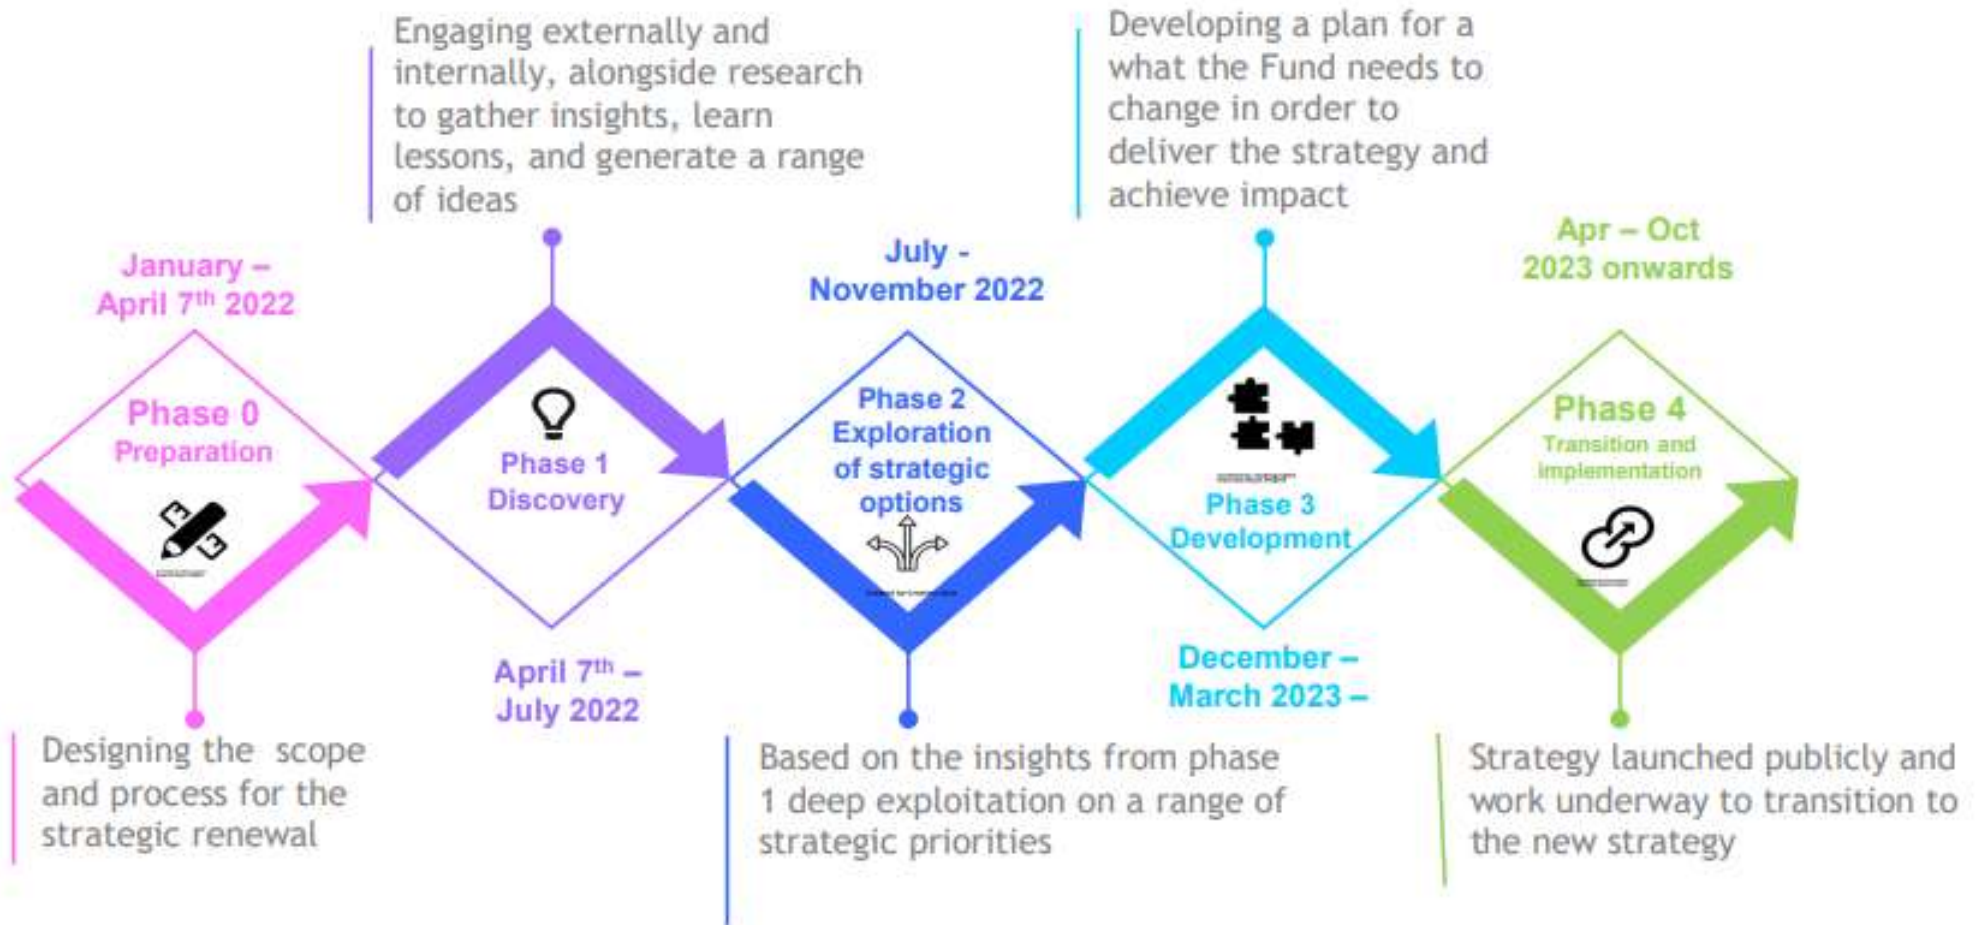 January –
April 7th 2022
Phase 0
Preparation
Designing the scope
and process for the
strategic renewal
Engaging externally and
internally, alongside research
to gather insights, learn
lessons, and generate a range
of ideas
Phase 1
Discovery
April 7th –
July 2022
July -
November 2022
Phase 2
Exploration
of strategic
options
Based on the insights from phase
1 deep exploitation on a range of
strategic priorities
Developing a plan for a
what the Fund needs to
change in order to
deliver the strategy and
achieve impact
Phase 3
Development
December –
March 2023 –
Apr – Oct
2023 onwards
Phase 4
Transition and
implementation
Strategy launched publicly and
work underway to transition to
the new strategy